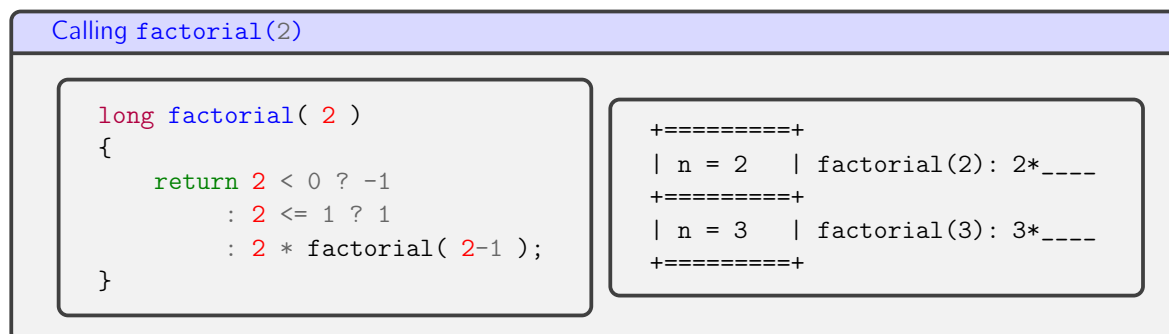 Calling factorial(2)
long factorial( 2 )
{
    return 2 < 0 ? -1
         : 2 <= 1 ? 1
         : 2 * factorial( 2-1 );
}
+=========+
| n = 2   | factorial(2): 2*____
+=========+
| n = 3   | factorial(3): 3*____
+=========+